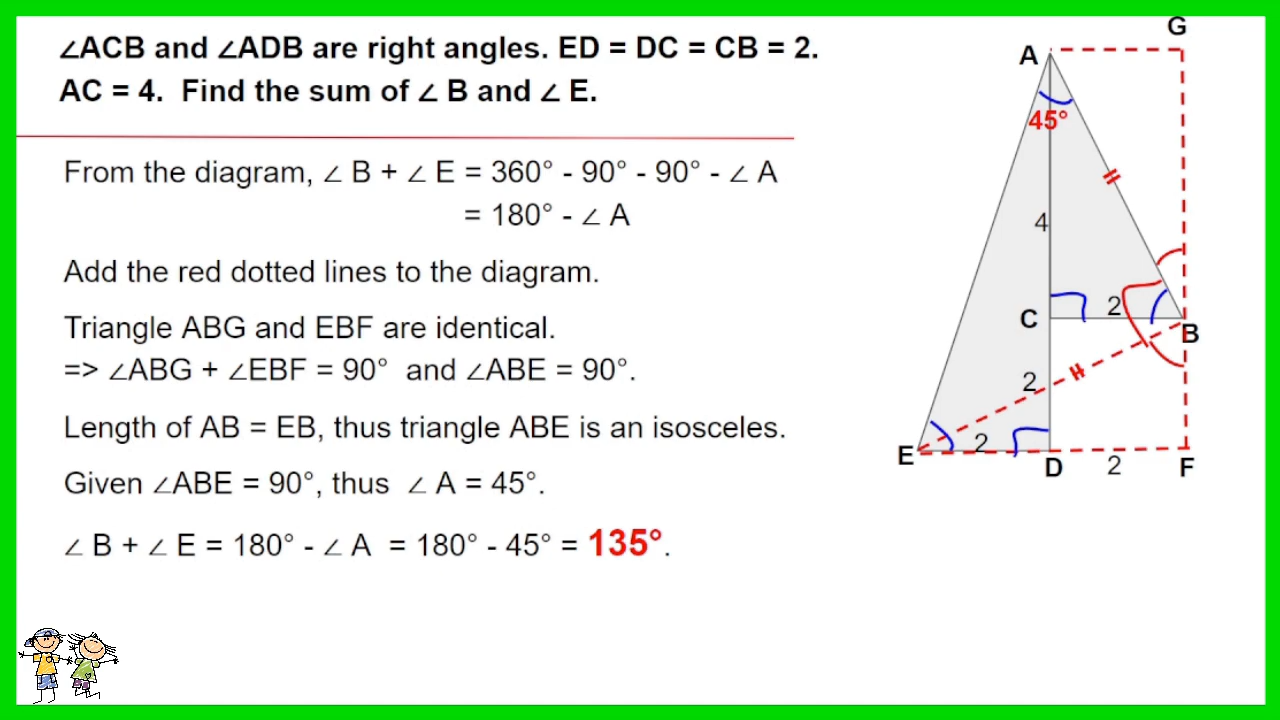 ∠ACB and ∠ADB are right angles. ED = DC = CB = 2.
AC = 4. Find the sum of ∠ B and ∠ E.
From the diagram, ∠ B + ∠ E = 360° - 90° - 90° - ∠ A
= 180° - ∠ A
Add the red dotted lines to the diagram.
Triangle ABG and EBF are identical.
=> ∠ABG + ∠EBF = 90° and ∠ABE = 90°.
Length of AB = EB, thus triangle ABE is an isosceles.
Given ∠ABE = 90°, thus ∠ A = 45°.
∠ B + ∠ E = 180° - ∠ A = 180° - 45° = 135°.
G
A
45°
4
C
2
B
2
E
2
D
2
F